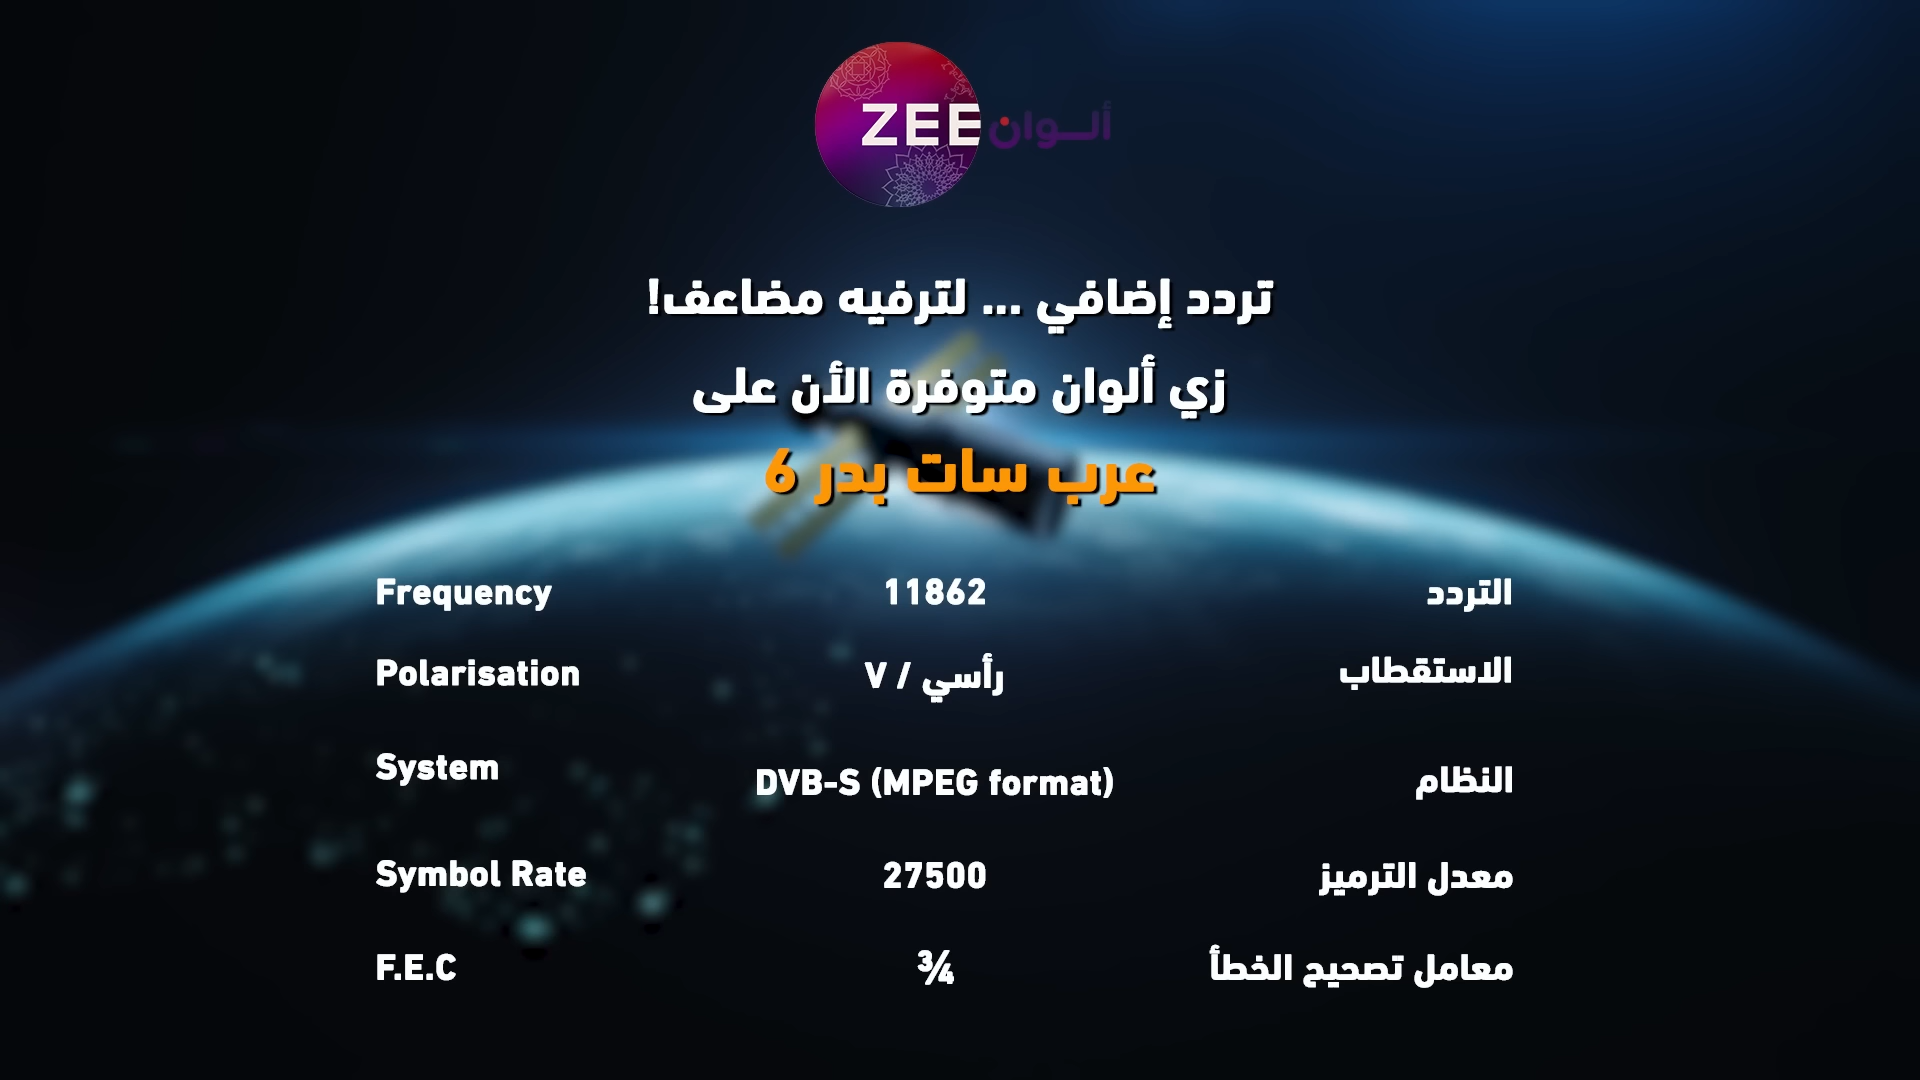 ZEE ألوان
تردد إضافي ... لترفيه مضاعف!
زي ألوان متوفرة الأن على
عرب سات بدر 6
Frequency 11862 التردد
Polarisation رأسي / V الاستقطاب
System DVB-S (MPEG format) النظام
Symbol Rate 27500 معدل الترميز
F.E.C ¾ معامل تصحيح الخطأ